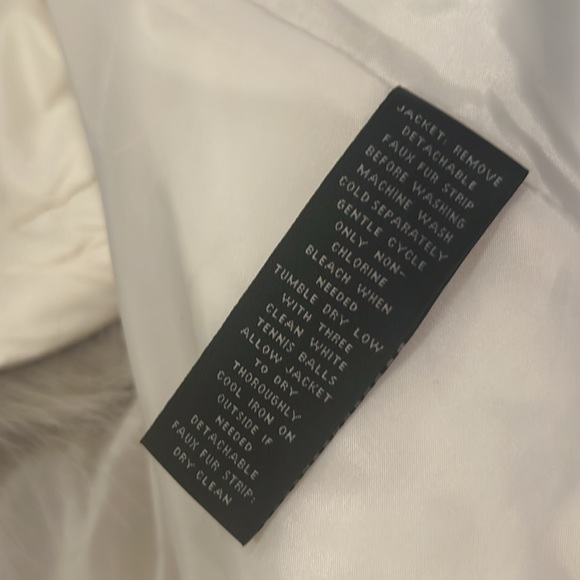 JACKET: REMOVE
DETACHABLE
FAUX FUR STRIP
BEFORE WASHING
MACHINE WASH
COLD SEPARATELY
GENTLE CYCLE
ONLY NON-
CHLORINE
BLEACH WHEN
NEEDED
TUMBLE DRY LOW
WITH THREE
CLEAN WHITE
TENNIS BALLS
ALLOW JACKET
TO DRY
THOROUGHLY
COOL IRON ON
OUTSIDE IF
NEEDED
DETACHABLE
FAUX FUR STRIP:
DRY CLEAN